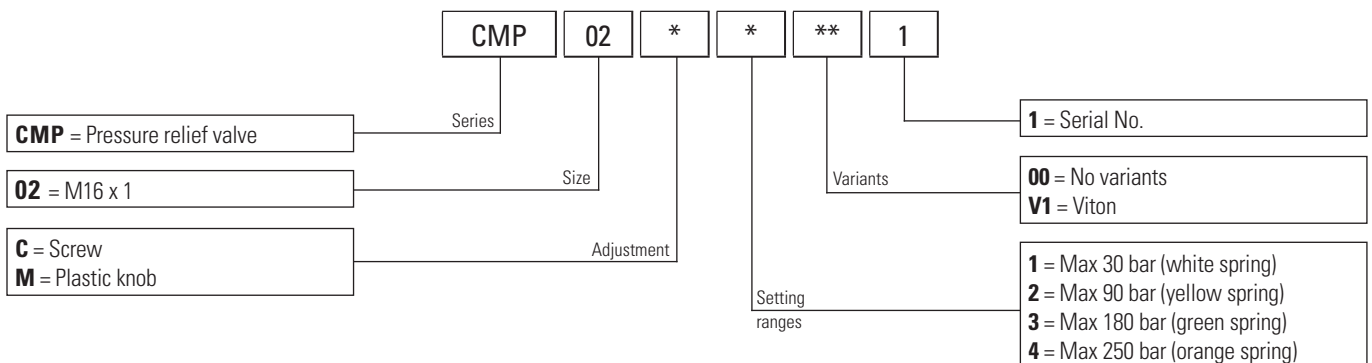 CMP 02 * * ** 1
Series
CMP = Pressure relief valve
1 = Serial No.
Size
02 = M16 x 1
Variants
00 = No variants
V1 = Viton
Adjustment
C = Screw
M = Plastic knob
Setting
ranges
1 = Max 30 bar (white spring)
2 = Max 90 bar (yellow spring)
3 = Max 180 bar (green spring)
4 = Max 250 bar (orange spring)